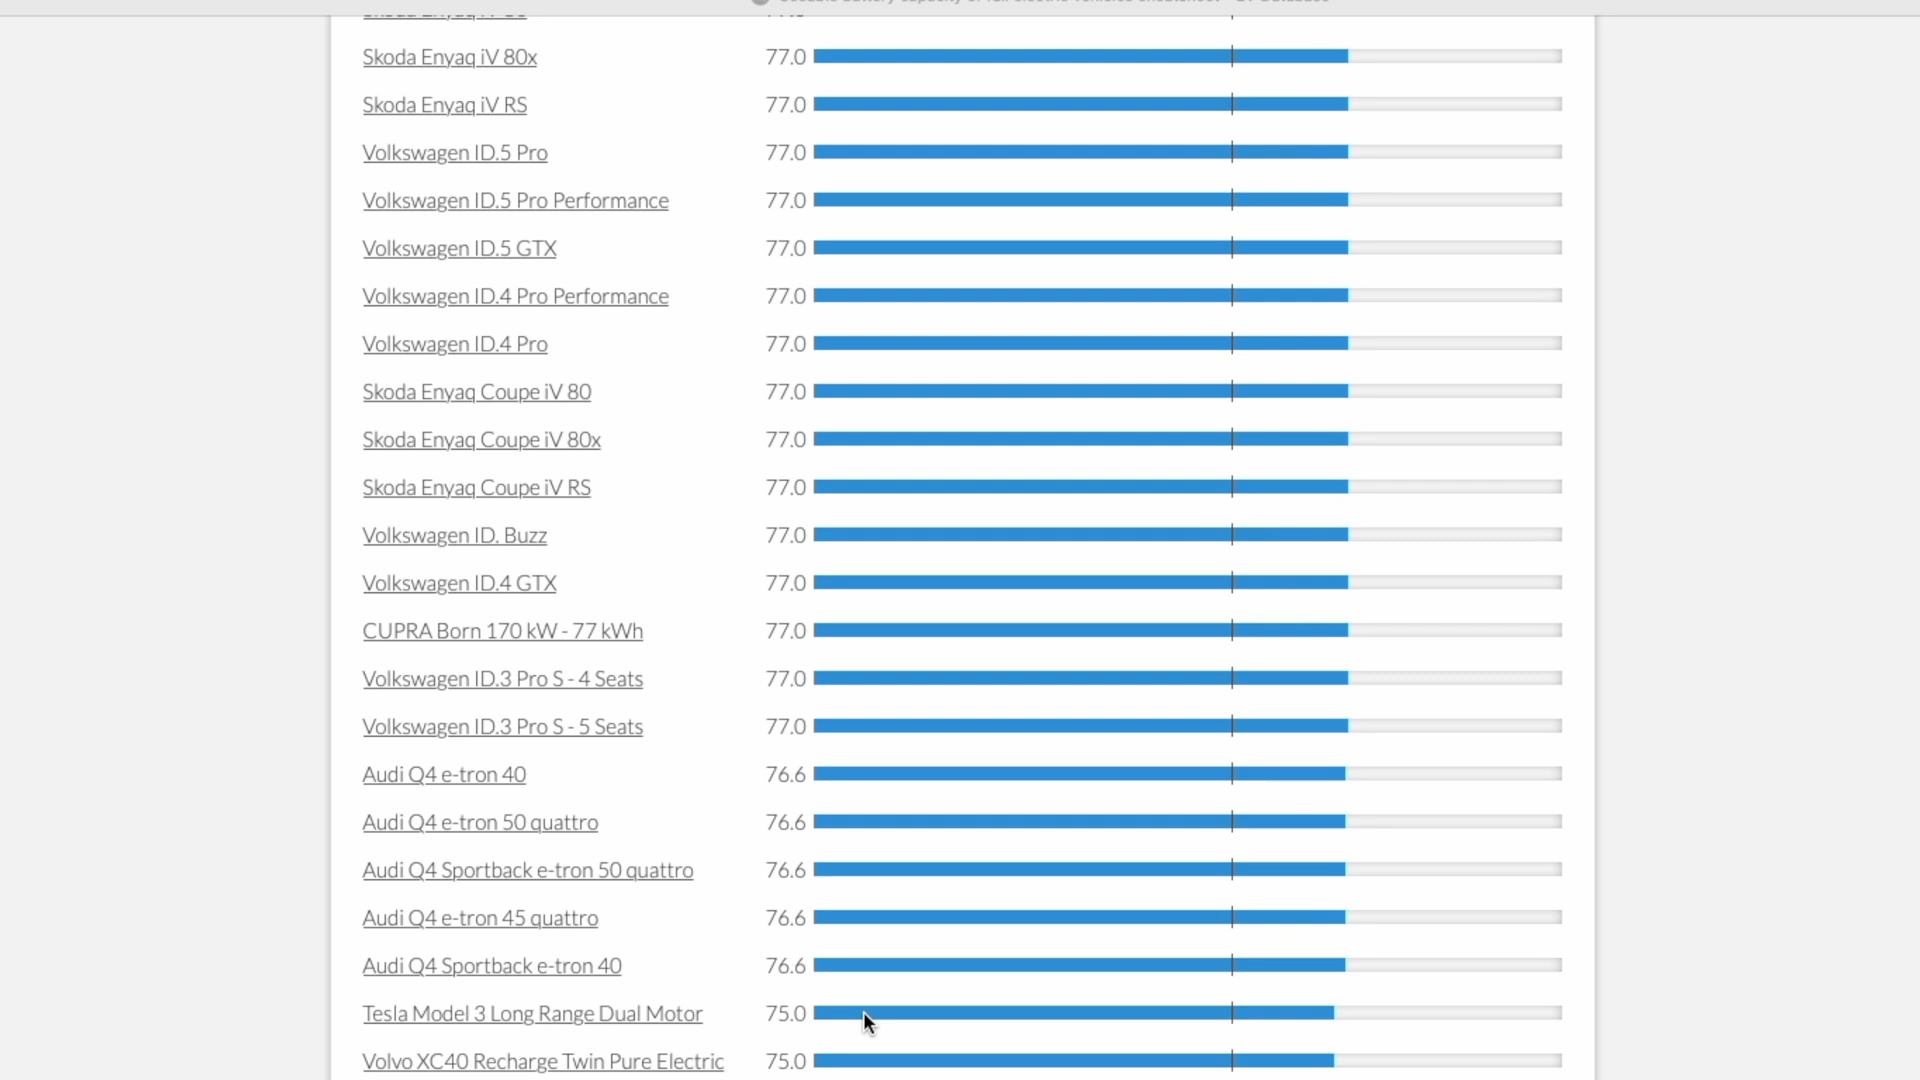 Skoda Enyaq iV 80x 77.0
Skoda Enyaq iV RS 77.0
Volkswagen ID.5 Pro 77.0
Volkswagen ID.5 Pro Performance 77.0
Volkswagen ID.5 GTX 77.0
Volkswagen ID.4 Pro Performance 77.0
Volkswagen ID.4 Pro 77.0
Skoda Enyaq Coupe iV 80 77.0
Skoda Enyaq Coupe iV 80x 77.0
Skoda Enyaq Coupe iV RS 77.0
Volkswagen ID. Buzz 77.0
Volkswagen ID.4 GTX 77.0
CUPRA Born 170 kW - 77 kWh 77.0
Volkswagen ID.3 Pro S - 4 Seats 77.0
Volkswagen ID.3 Pro S - 5 Seats 77.0
Audi Q4 e-tron 40 76.6
Audi Q4 e-tron 50 quattro 76.6
Audi Q4 Sportback e-tron 50 quattro 76.6
Audi Q4 e-tron 45 quattro 76.6
Audi Q4 Sportback e-tron 40 76.6
Tesla Model 3 Long Range Dual Motor 75.0
Volvo XC40 Recharge Twin Pure Electric 75.0